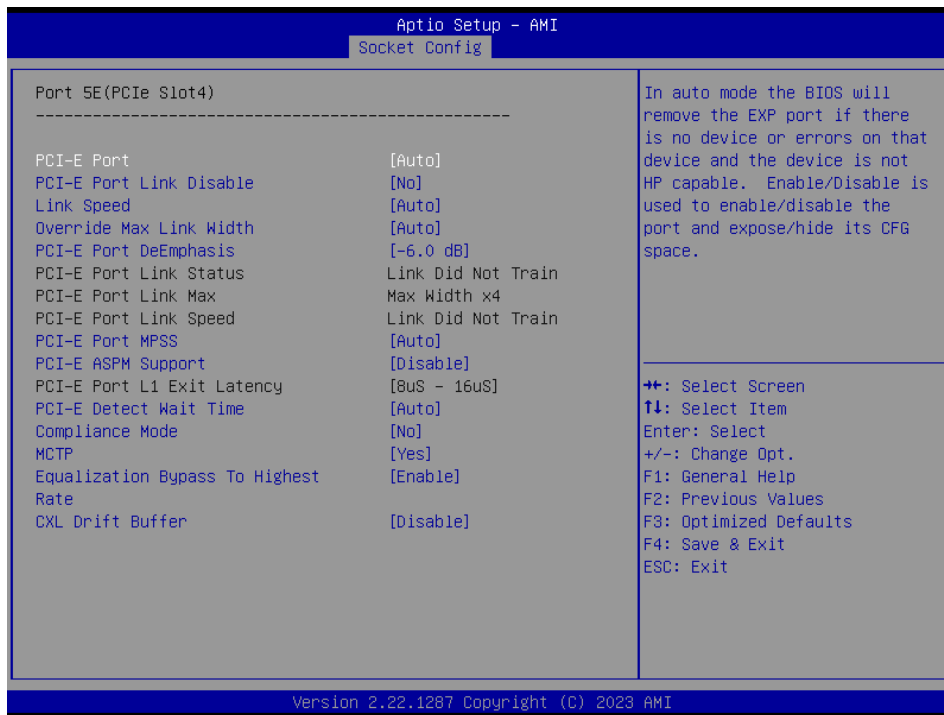 Aptio Setup – AMI
Socket Config
Port 5E(PCIe Slot4)
--------------------------------------------------
PCI-E Port [Auto]
PCI-E Port Link Disable [No]
Link Speed [Auto]
Override Max Link Width [Auto]
PCI-E Port DeEmphasis [-6.0 dB]
PCI-E Port Link Status Link Did Not Train
PCI-E Port Link Max Max Width x4
PCI-E Port Link Speed Link Did Not Train
PCI-E Port MPSS [Auto]
PCI-E ASPM Support [Disable]
PCI-E Port L1 Exit Latency [8uS - 16uS]
PCI-E Detect Wait Time [Auto]
Compliance Mode [No]
MCTP [Yes]
Equalization Bypass To Highest [Enable]
Rate
CXL Drift Buffer [Disable]
In auto mode the BIOS will
remove the EXP port if there
is no device or errors on that
device and the device is not
HP capable.  Enable/Disable is
used to enable/disable the
port and expose/hide its CFG
space.
→←: Select Screen
↑↓: Select Item
Enter: Select
+/-: Change Opt.
F1: General Help
F2: Previous Values
F3: Optimized Defaults
F4: Save & Exit
ESC: Exit
Version 2.22.1287 Copyright (C) 2023 AMI